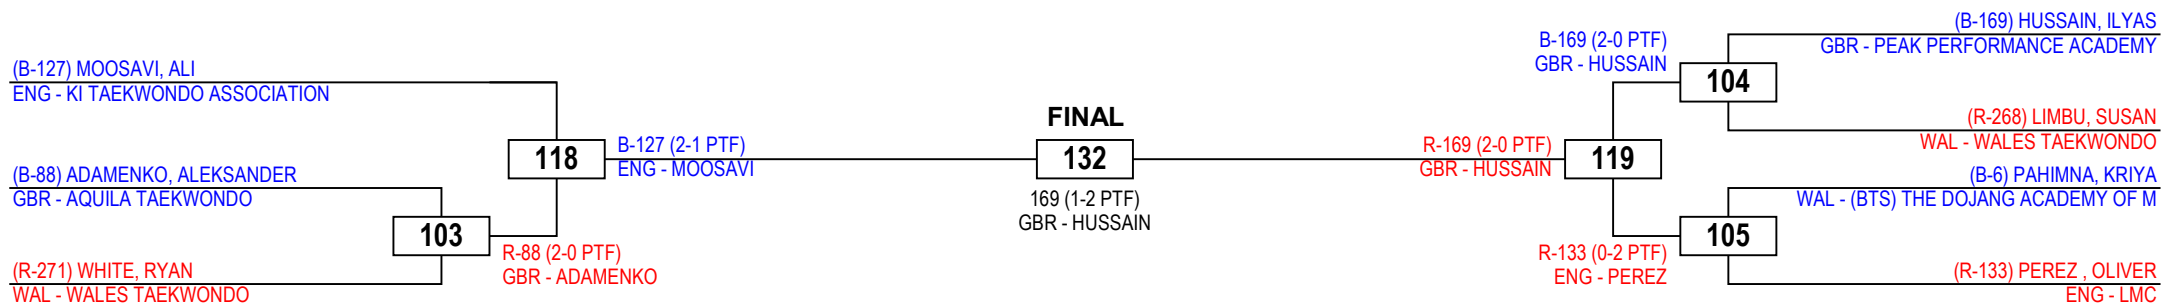 (B-127) MOOSAVI, ALI
ENG - KI TAEKWONDO ASSOCIATION
(B-88) ADAMENKO, ALEKSANDER
GBR - AQUILA TAEKWONDO
(R-271) WHITE, RYAN
WAL - WALES TAEKWONDO
103
R-88 (2-0 PTF)
GBR - ADAMENKO
118
B-127 (2-1 PTF)
ENG - MOOSAVI
FINAL
132
169 (1-2 PTF)
GBR - HUSSAIN
R-169 (2-0 PTF)
GBR - HUSSAIN
119
B-169 (2-0 PTF)
GBR - HUSSAIN
104
R-133 (0-2 PTF)
ENG - PEREZ
105
(B-169) HUSSAIN, ILYAS
GBR - PEAK PERFORMANCE ACADEMY
(R-268) LIMBU, SUSAN
WAL - WALES TAEKWONDO
(B-6) PAHIMNA, KRIYA
WAL - (BTS) THE DOJANG ACADEMY OF M
(R-133) PEREZ , OLIVER
ENG - LMC